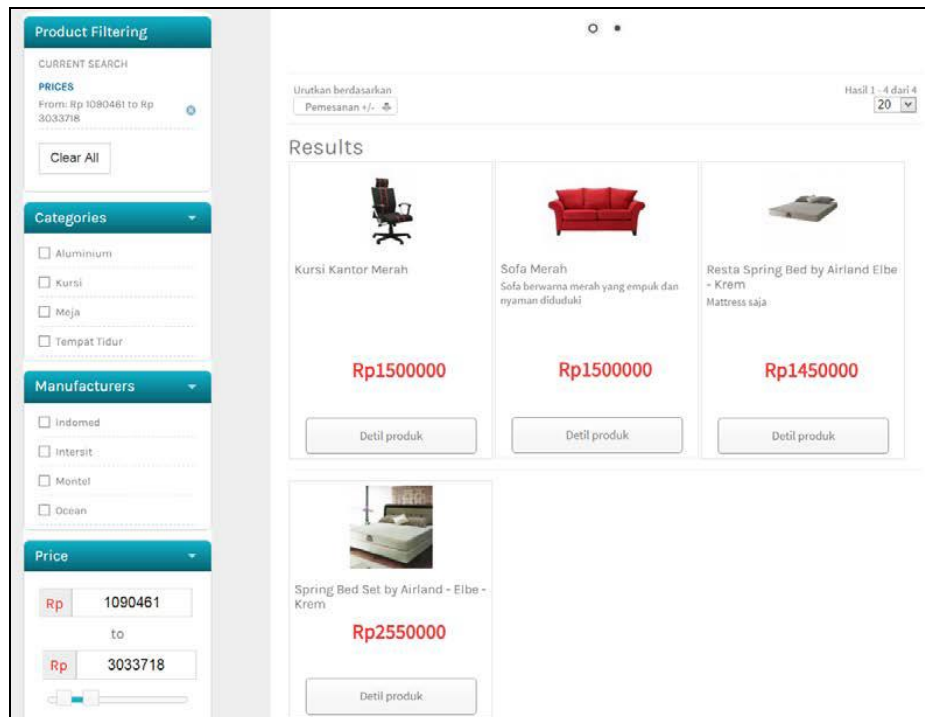 Product Filtering
CURRENT SEARCH
PRICES
From: Rp 1090461 to Rp
3033718
Clear All
Categories
Aluminium
Kursi
Meja
Tempat Tidur
Manufacturers
Indomed
Intersit
Montel
Ocean
Price
Rp 1090461
to
Rp 3033718
Urutkan berdasarkan
Pemesanan +/-
Hasil 1 - 4 dari 4
20
Results
Kursi Kantor Merah
Rp1500000
Detil produk
Sofa Merah
Sofa berwarna merah yang empuk dan
nyaman diduduki
Rp1500000
Detil produk
Resta Spring Bed by Airland Elbe
- Krem
Mattress saja
Rp1450000
Detil produk
Spring Bed Set by Airland - Elbe -
Krem
Rp2550000
Detil produk